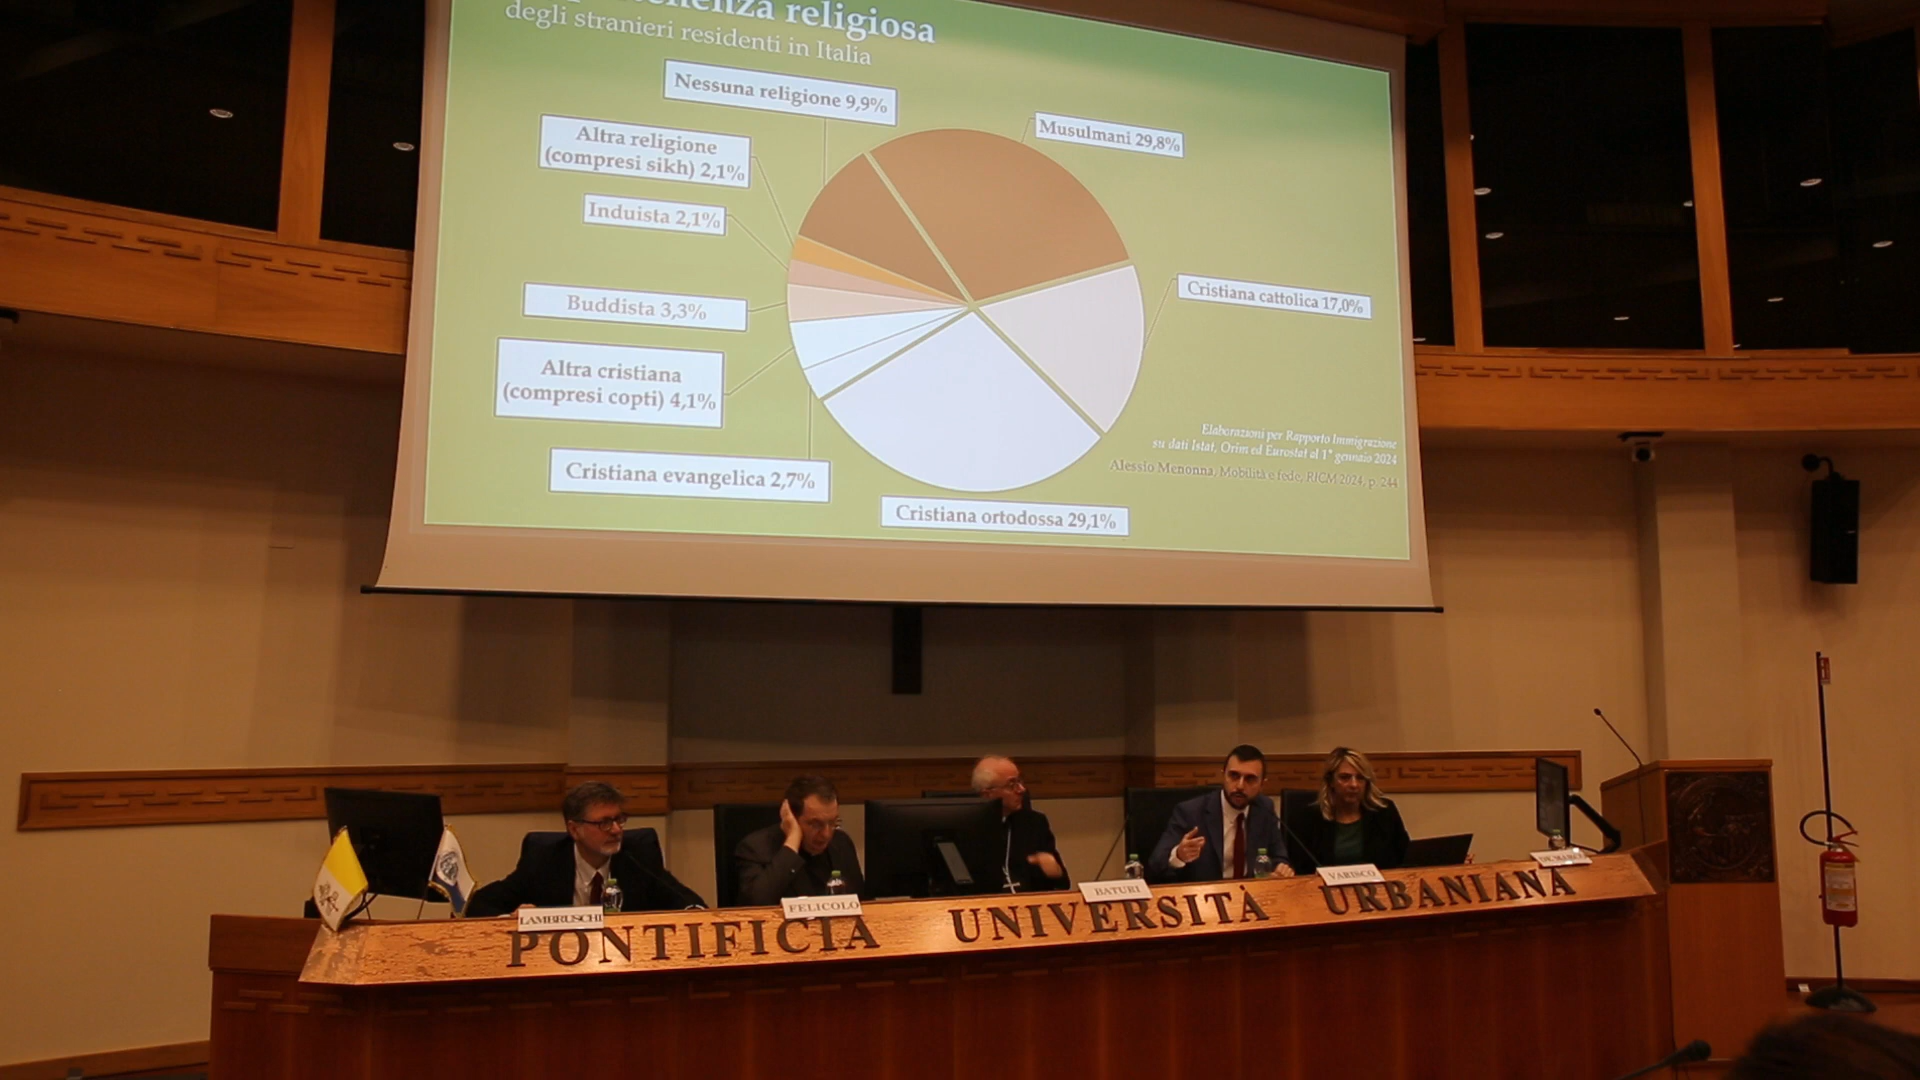 religiosa
degli stranieri residenti in Italia
Nessuna religione 9,9%
Altra religione
(compresi sikh) 2,1%
Musulmani 29,8%
Induista 2,1%
Cristiana cattolica 17,0%
Buddista 3,3%
Altra cristiana
(compresi copti) 4,1%
Elaborazioni per Rapporto Immigrazione
su dati Istat, Orim ed Eurostat al 1° gennaio 2024
Alessio Menonna, Mobilità e fede, RICM 2024, p. 244
Cristiana evangelica 2,7%
Cristiana ortodossa 29,1%
LAMBRUSCHI
FELICOLO
BATURI
VARISCO
PONTIFICIA UNIVERSITÀ URBANIANA